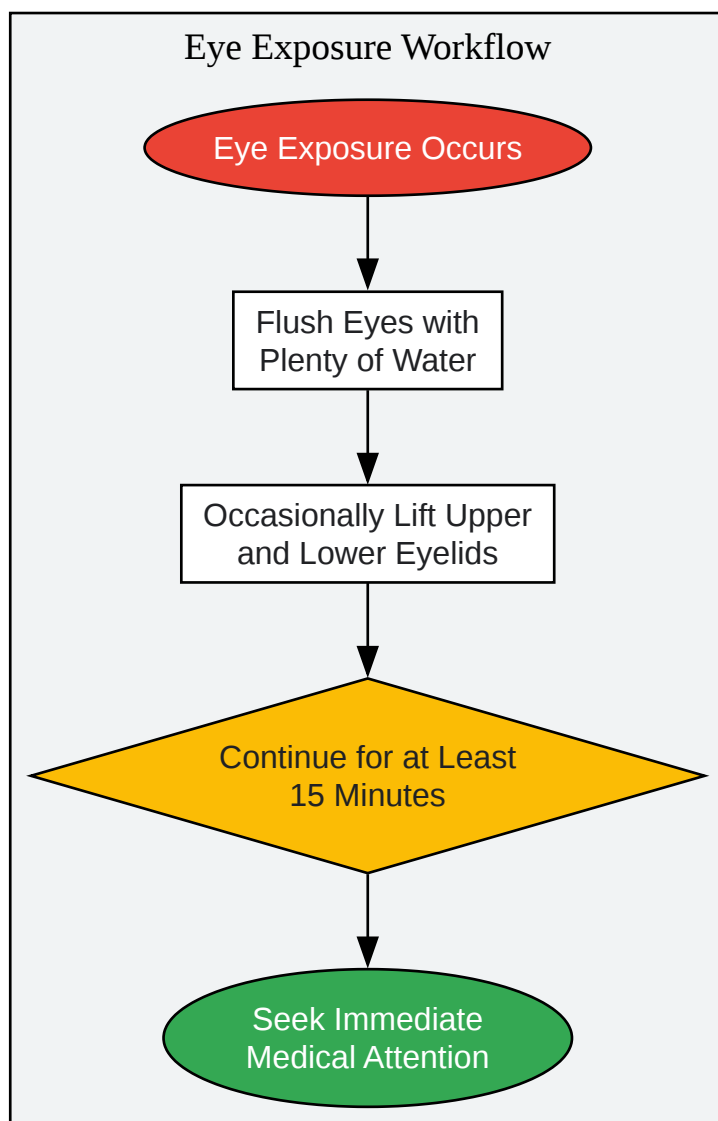 Eye Exposure Workflow
Eye Exposure Occurs
Flush Eyes with
Plenty of Water
Occasionally Lift Upper
and Lower Eyelids
Continue for at Least
15 Minutes
Seek Immediate
Medical Attention